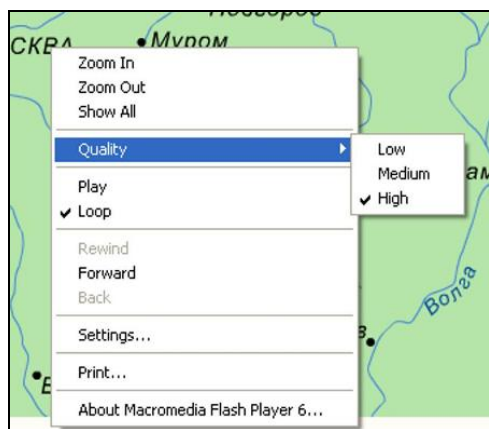 Муром
Zoom In
Zoom Out
Show All
Quality
Low
Medium
High
Play
Loop
Rewind
Forward
Back
Settings...
Print...
About Macromedia Flash Player 6...
Волга